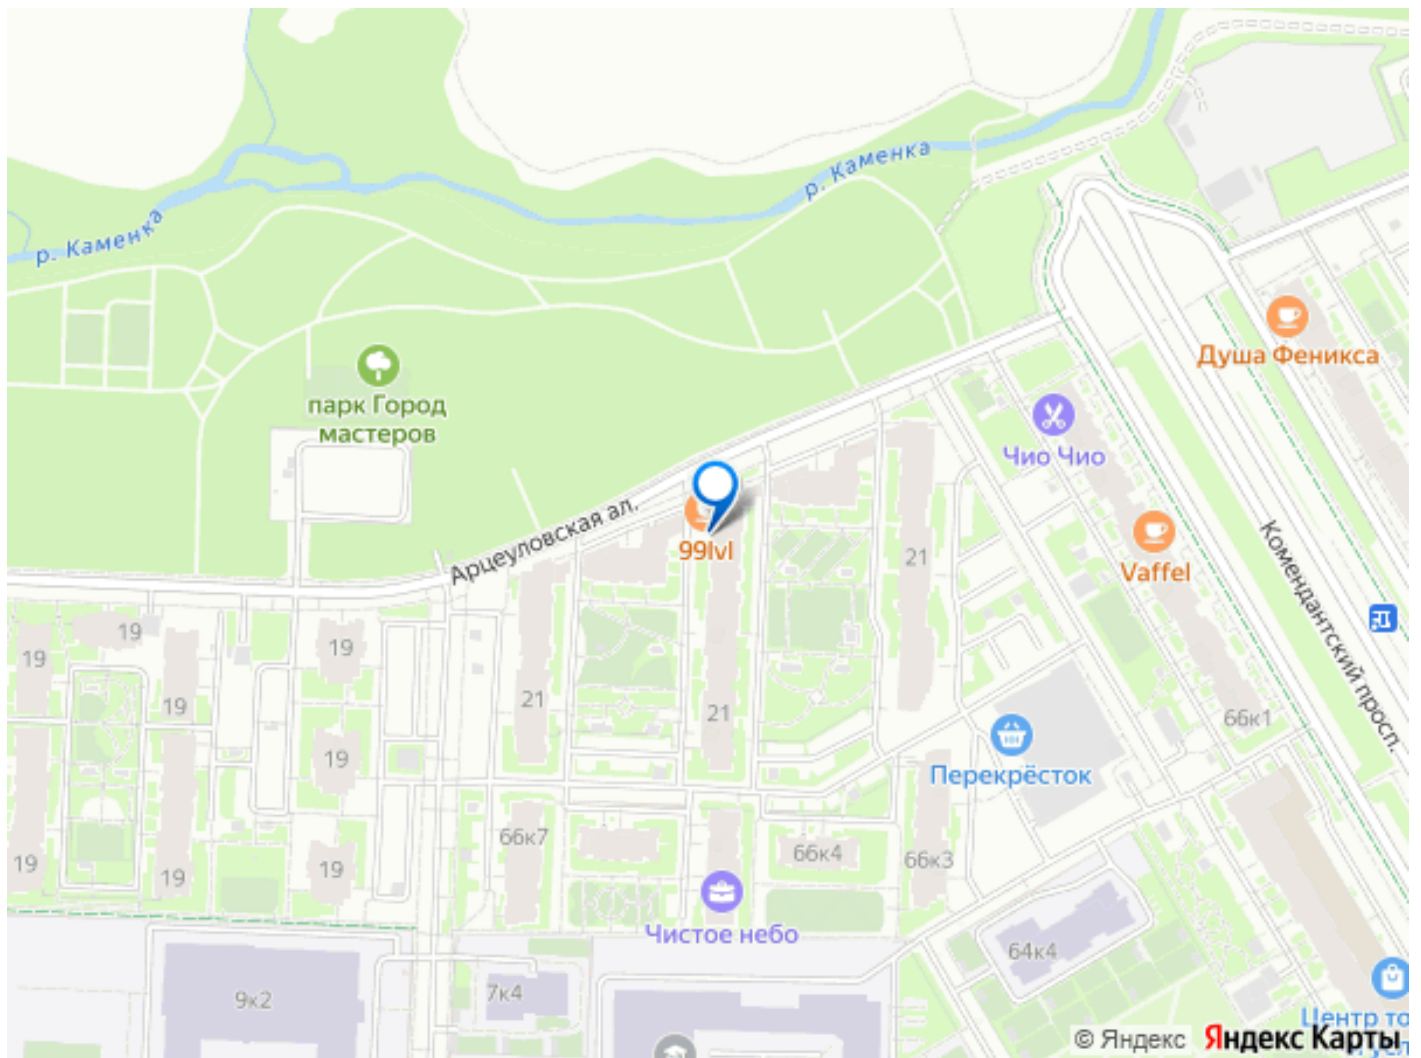 р. Каменка
р. Каменка
Душа Феникса
парк Город
мастеров
Чио Чио
Арцеуловская ал.
99lvl
Vaffel
21
Комендантский просп.
19
19
19
19
21
21
66к1
19
Перекрёсток
66к7
66к4
66к3
19
19
19
Чистое небо
64к4
9к2
7к4
Центр то
© Яндекс
Яндекс Карты